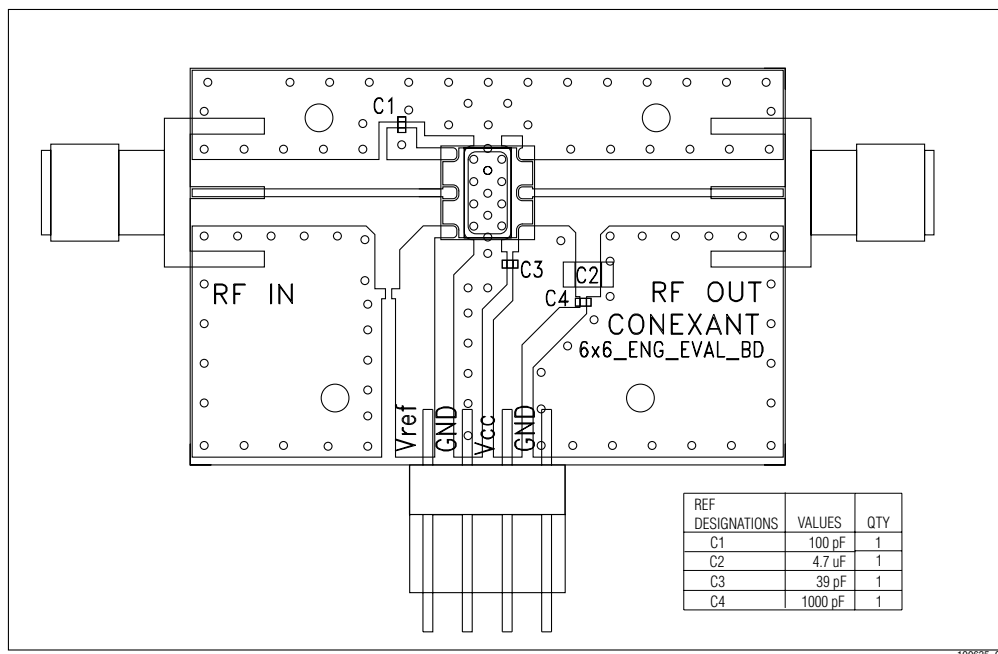 C1
C3
C2
C4
RF IN
RF OUT
CONEXANT
6x6_ENG_EVAL_BD
Vref
GND
Vcc
GND
REF
DESIGNATIONS VALUES QTY
C1 100 pF 1
C2 4.7 uF 1
C3 39 pF 1
C4 1000 pF 1